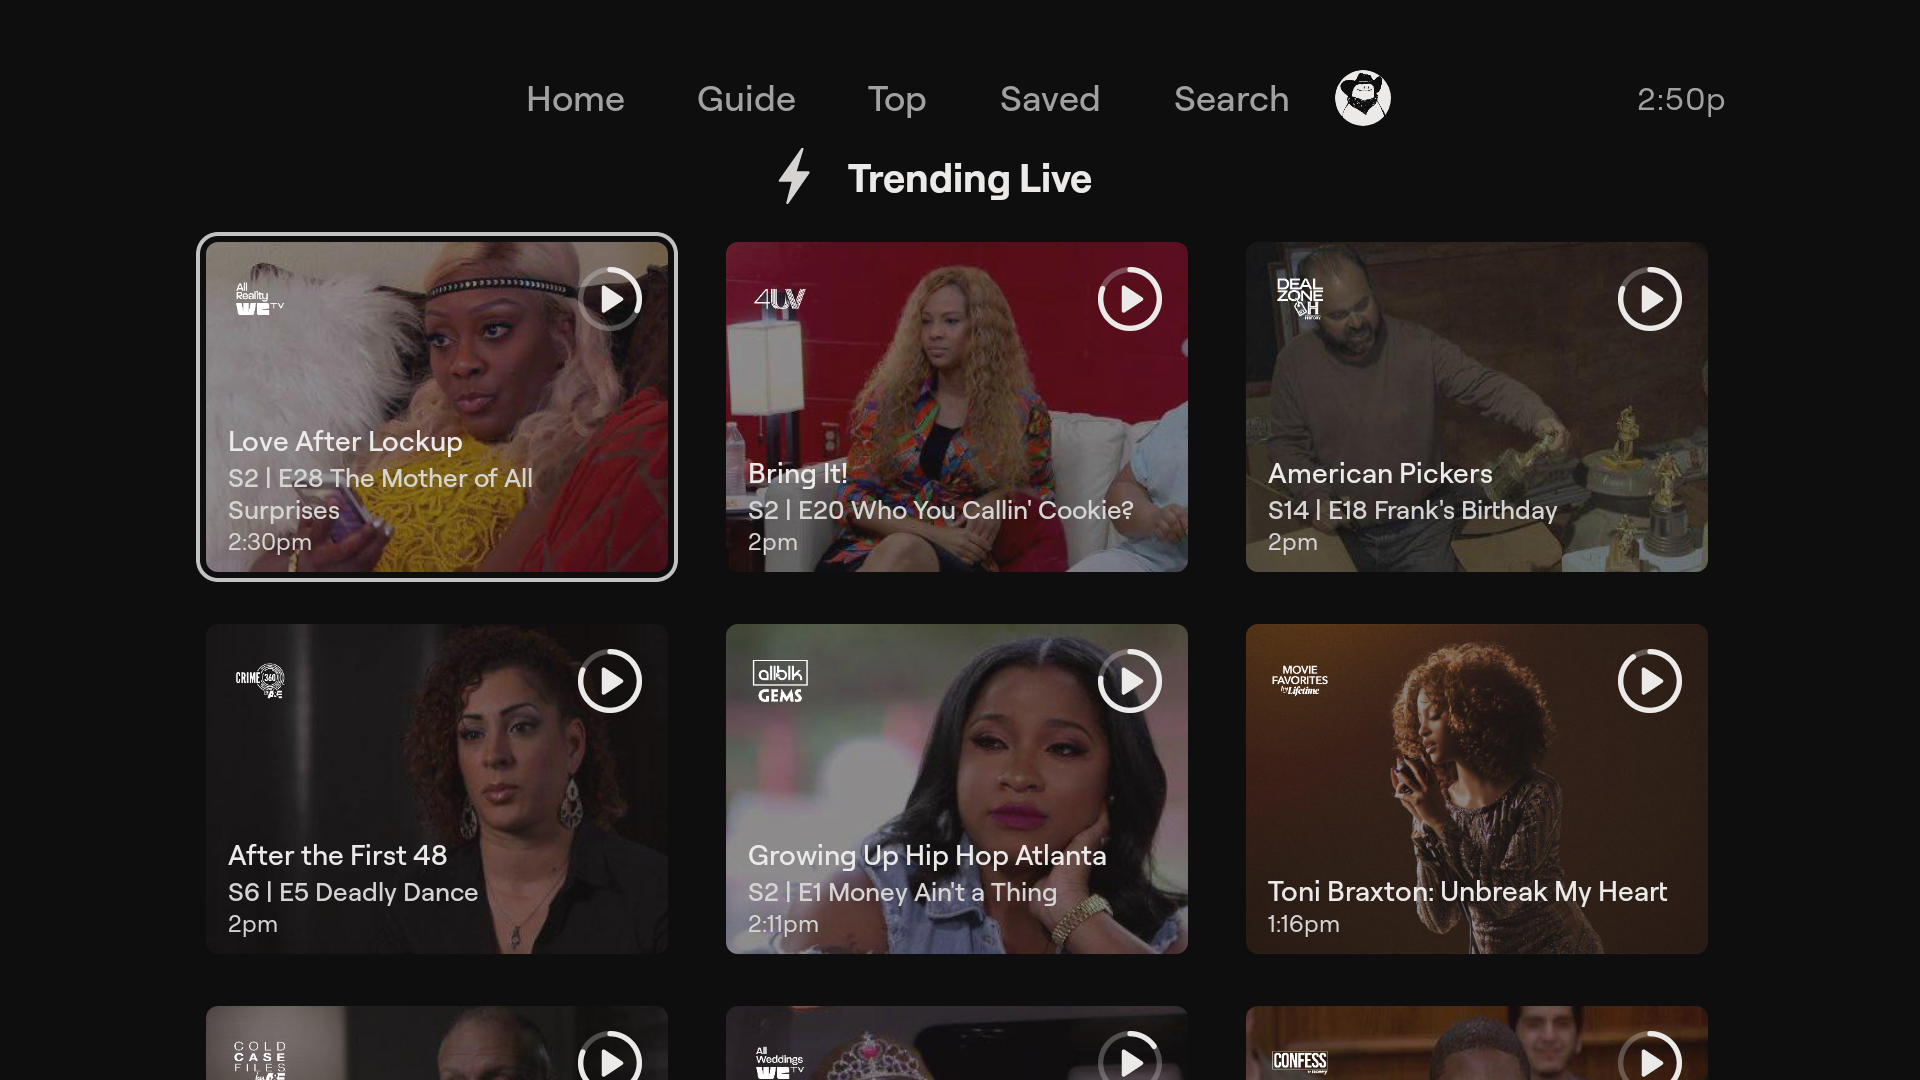 Home Guide Top Saved Search 2:50p
Trending Live
All
Reality
WE TV
Love After Lockup
S2 | E28 The Mother of All
Surprises
2:30pm
4UV
Bring It!
S2 | E20 Who You Callin' Cookie?
2pm
DEAL
ZONE
H
HISTORY
American Pickers
S14 | E18 Frank's Birthday
2pm
CRIME 360
by A&E
After the First 48
S6 | E5 Deadly Dance
2pm
allblk
GEMS
Growing Up Hip Hop Atlanta
S2 | E1 Money Ain't a Thing
2:11pm
MOVIE
FAVORITES
by Lifetime
Toni Braxton: Unbreak My Heart
1:16pm
COLD
CASE
FILES
All
Weddings
WE TV
CONFESS